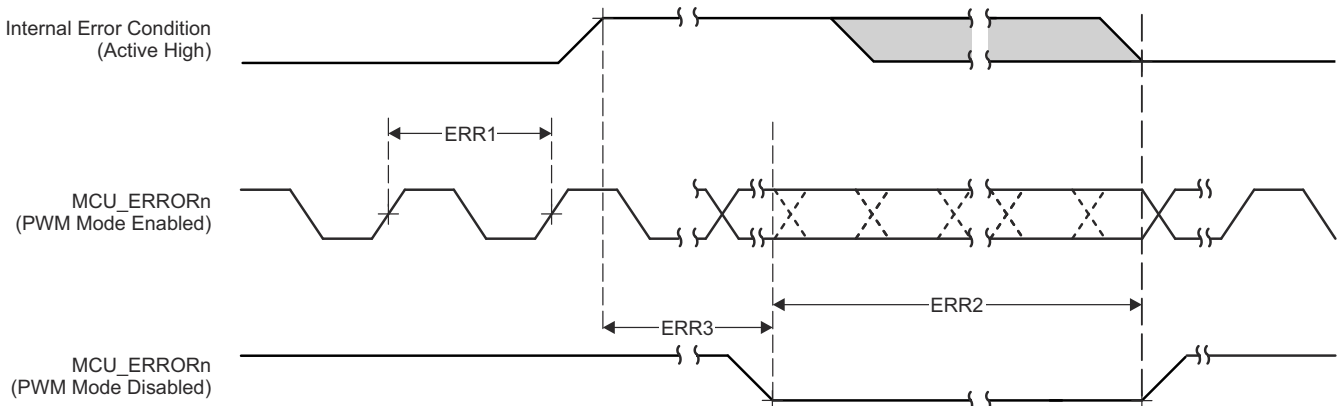 Internal Error Condition
(Active High)
ERR1
MCU_ERRORn
(PWM Mode Enabled)
ERR2
ERR3
MCU_ERRORn
(PWM Mode Disabled)